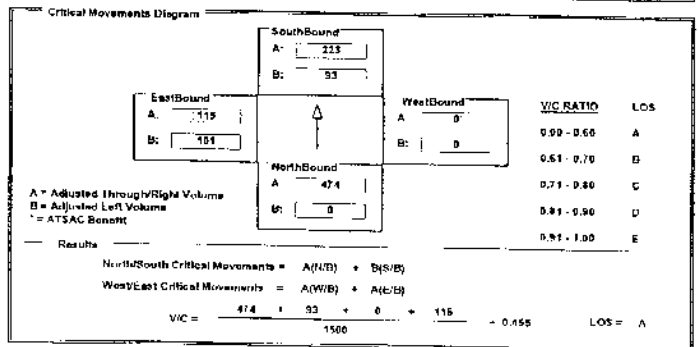 Critical Movements Diagram
SouthBound
A: 223
B: 93
EastBound
A: 115
B: 101
WestBound
A 0
B: 0
NorthBound
A 474
B: 0
V/C RATIO LOS
0.00 - 0.60 A
0.61 - 0.70 B
0.71 - 0.80 C
0.81 - 0.90 D
0.91 - 1.00 E
A = Adjusted Through/Right Volume
B = Adjusted Left Volume
* = ATSAC Benefit
Results
North/South Critical Movements = A(N/B) + B(S/B)
West/East Critical Movements = A(W/B) + A(E/B)
V/C = 474 + 93 + 0 + 115
1500
LOS = A